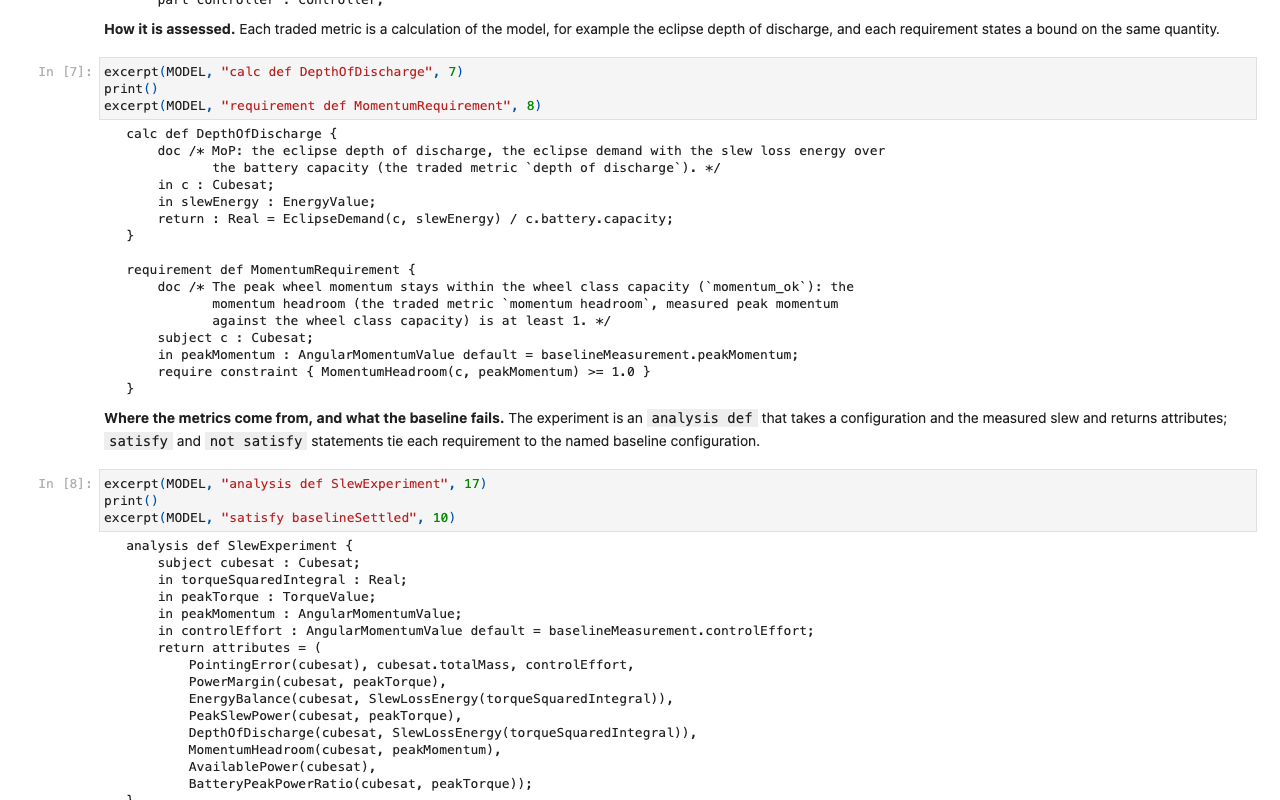 part controller : Controller;
How it is assessed. Each traded metric is a calculation of the model, for example the eclipse depth of discharge, and each requirement states a bound on the same quantity.
In [7]: excerpt(MODEL, "calc def DepthOfDischarge", 7)
print()
excerpt(MODEL, "requirement def MomentumRequirement", 8)
calc def DepthOfDischarge {
doc /* MoP: the eclipse depth of discharge, the eclipse demand with the slew loss energy over
the battery capacity (the traded metric `depth of discharge`). */
in c : Cubesat;
in slewEnergy : EnergyValue;
return : Real = EclipseDemand(c, slewEnergy) / c.battery.capacity;
}
requirement def MomentumRequirement {
doc /* The peak wheel momentum stays within the wheel class capacity (`momentum_ok`): the
momentum headroom (the traded metric `momentum headroom`, measured peak momentum
against the wheel class capacity) is at least 1. */
subject c : Cubesat;
in peakMomentum : AngularMomentumValue default = baselineMeasurement.peakMomentum;
require constraint { MomentumHeadroom(c, peakMomentum) >= 1.0 }
}
Where the metrics come from, and what the baseline fails. The experiment is an analysis def that takes a configuration and the measured slew and returns attributes;
satisfy and not satisfy statements tie each requirement to the named baseline configuration.
In [8]: excerpt(MODEL, "analysis def SlewExperiment", 17)
print()
excerpt(MODEL, "satisfy baselineSettled", 10)
analysis def SlewExperiment {
subject cubesat : Cubesat;
in torqueSquaredIntegral : Real;
in peakTorque : TorqueValue;
in peakMomentum : AngularMomentumValue;
in controlEffort : AngularMomentumValue default = baselineMeasurement.controlEffort;
return attributes = (
PointingError(cubesat), cubesat.totalMass, controlEffort,
PowerMargin(cubesat, peakTorque),
EnergyBalance(cubesat, SlewLossEnergy(torqueSquaredIntegral)),
PeakSlewPower(cubesat, peakTorque),
DepthOfDischarge(cubesat, SlewLossEnergy(torqueSquaredIntegral)),
MomentumHeadroom(cubesat, peakMomentum),
AvailablePower(cubesat),
BatteryPeakPowerRatio(cubesat, peakTorque));
}